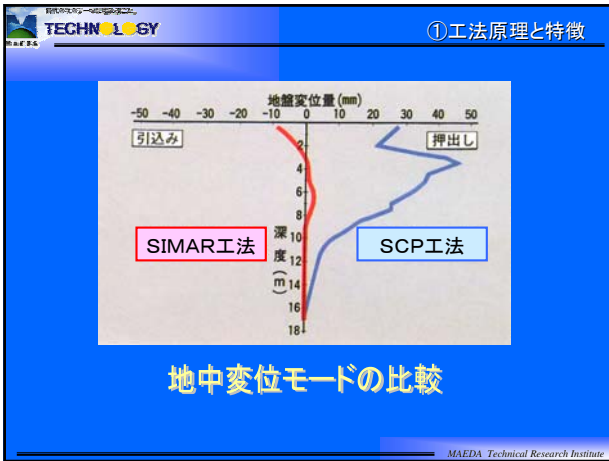 TECHNOLOGY
①工法原理と特徴
地盤変位量(mm)
-50 -40 -30 -20 -10 0 10 20 30 40 50
引込み
押出し
2
4
6
8
10
12
14
16
18
深度(m)
SIMAR工法
SCP工法
地中変位モードの比較
MAEDA Technical Research Institute